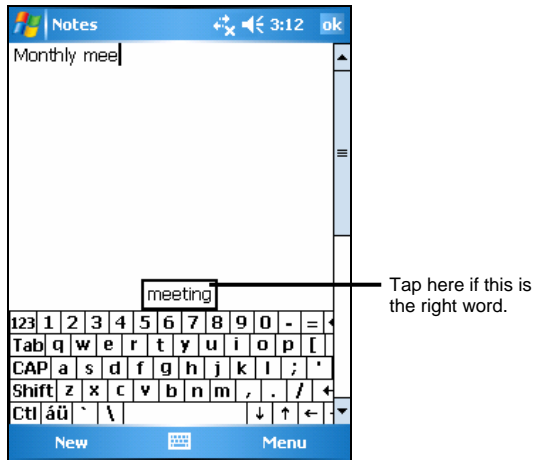 Notes 3:12 ok
Monthly mee
meeting
Tap here if this is
the right word.
123 1 2 3 4 5 6 7 8 9 0 - =
Tab q w e r t y u i o p [
CAP a s d f g h j k l ; '
Shift z x c v b n m , . /
Ctl áü ` \ ↓ ↑ ←
New Menu